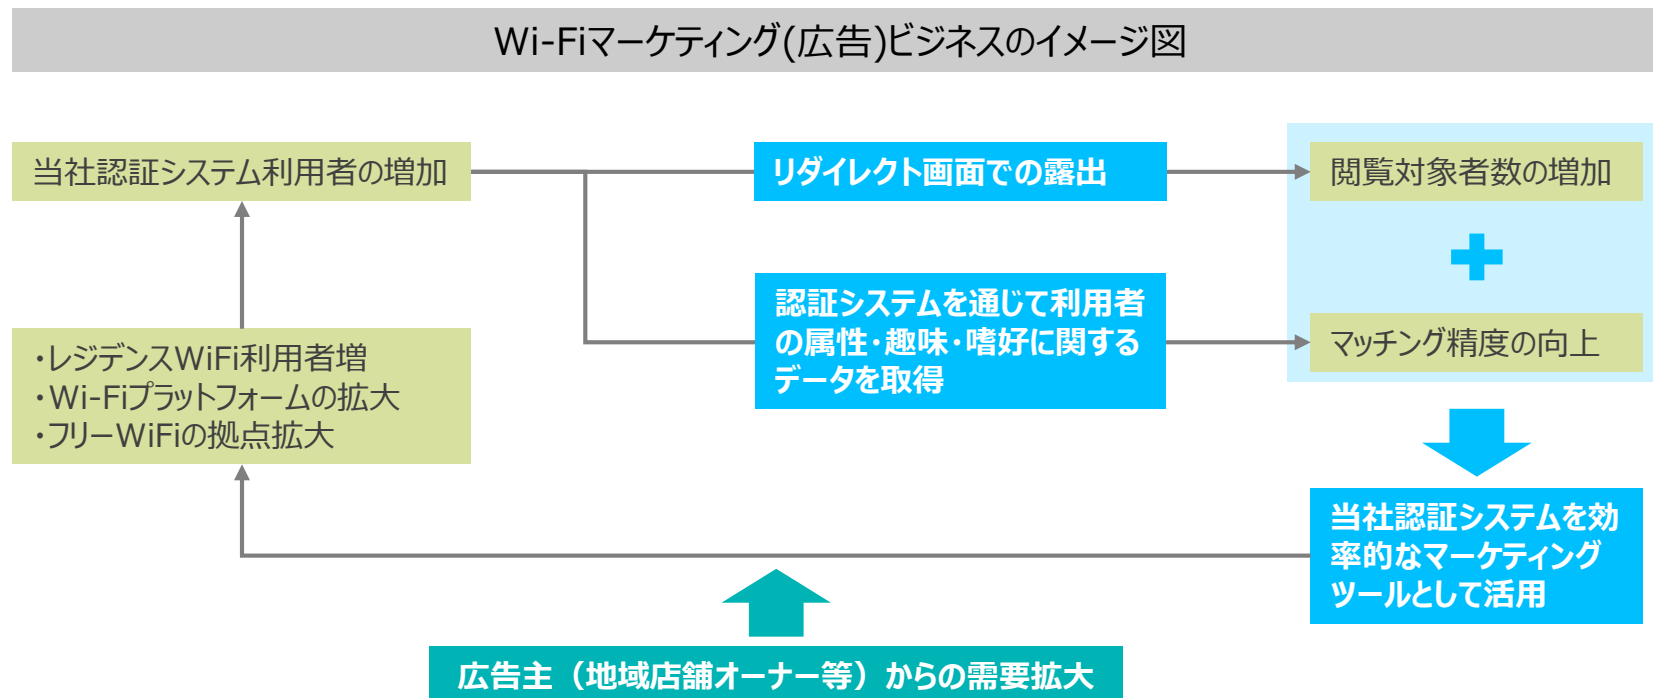 Wi-Fiマーケティング(広告)ビジネスのイメージ図
当社認証システム利用者の増加
リダイレクト画面での露出
閲覧対象者数の増加
認証システムを通じて利用者
の属性・趣味・嗜好に関する
データを取得
マッチング精度の向上
・レジデンスWiFi利用者増
・Wi-Fiプラットフォームの拡大
・フリーWiFiの拠点拡大
当社認証システムを効
率的なマーケティング
ツールとして活用
広告主（地域店舗オーナー等）からの需要拡大